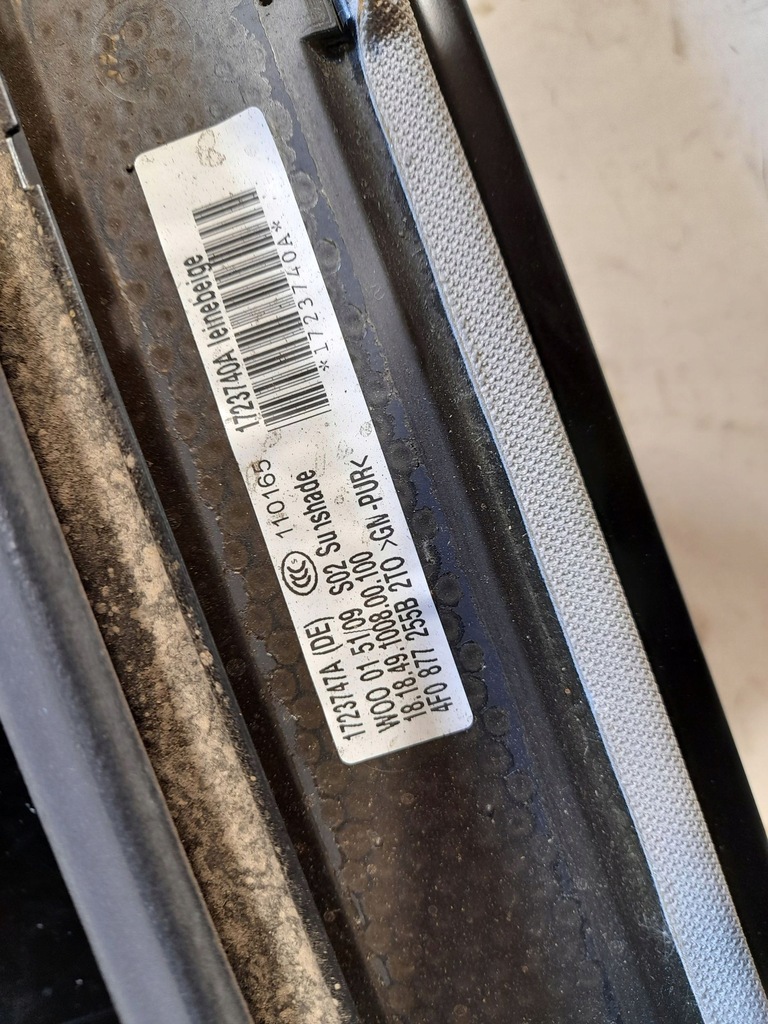 1723740A leinebeige
*1723740A*
CCC S 110165
1723747A (DE) S02 Sunshade
WOO 01 51/09
18.18.49.1008.00.100
4F0 877 255B 2T0 >GN-PUR<